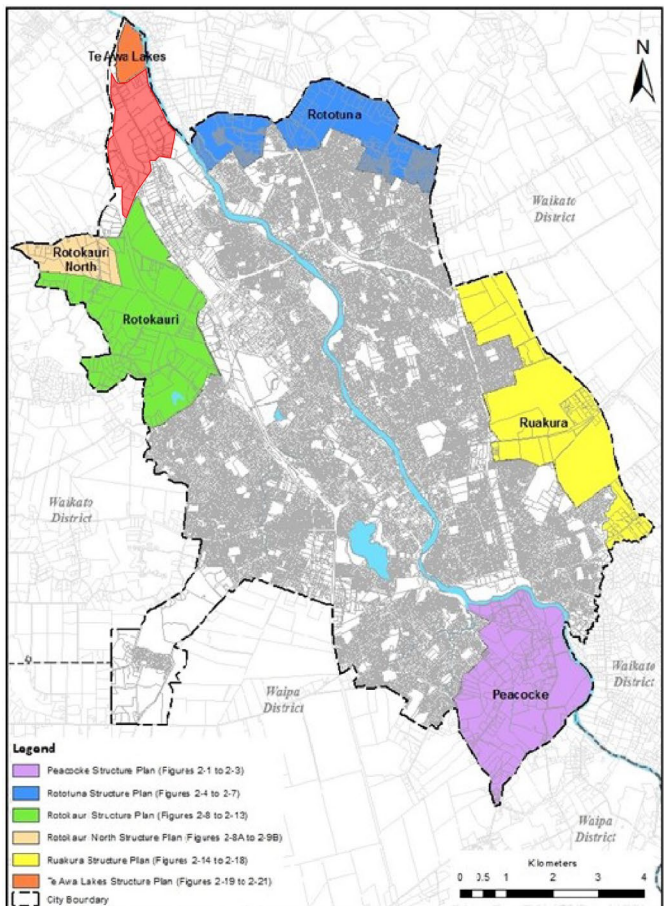 Te Awa Lakes
N
Rototuna
Waikato
District
Rotokauri
North
Rotokauri
Ruakura
Waikato
District
Waikato
District
Peacocke
Waipa
District
Waipa
District
Legend
Peacocke Structure Plan (Figures 2-1 to 2-3)
Rototuna Structure Plan (Figures 2-4 to 2-7)
Rotokaur Structure Plan (Figures 2-8 to 2-13)
Rotokaur North Structure Plan (Figures 2-8A to 2-9B)
Ruakura Structure Plan (Figures 2-14 to 2-18)
Te Awa Lakes Structure Plan (Figures 2-19 to 2-21)
City Boundary
Kilometers
0 0.5 1 2 3 4